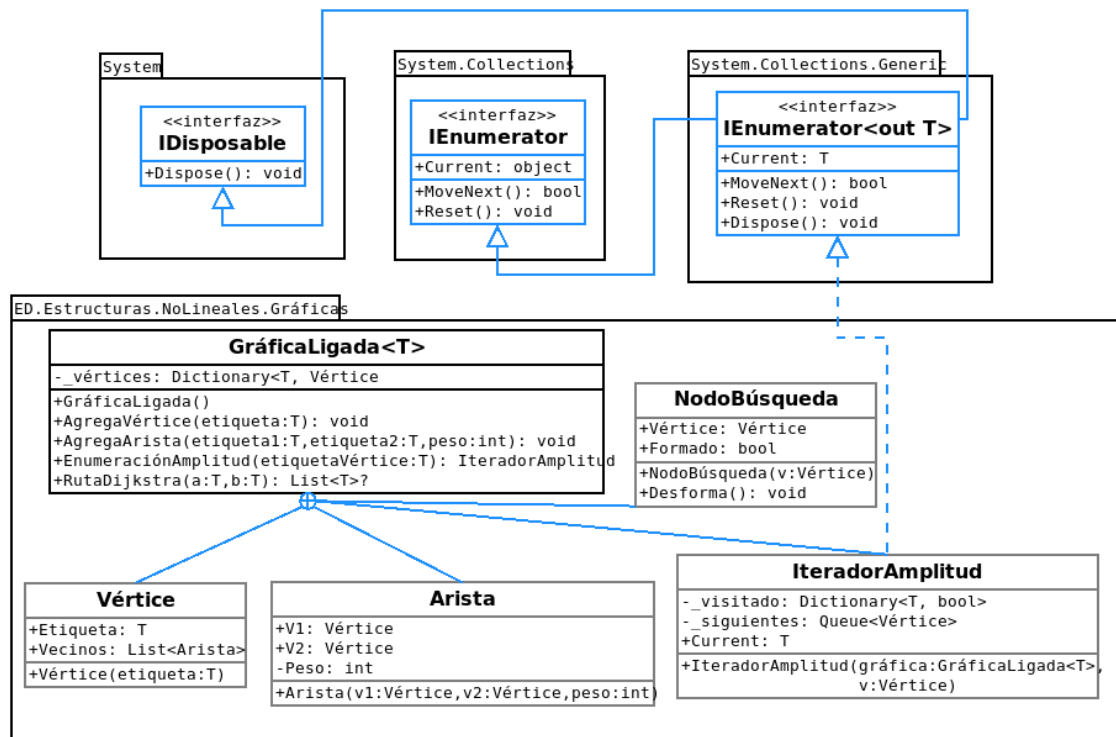 System
<<interfaz>>
IDisposable
+Dispose(): void
System.Collections
<<interfaz>>
IEnumerator
+Current: object
+MoveNext(): bool
+Reset(): void
System.Collections.Generic
<<interfaz>>
IEnumerator<out T>
+Current: T
+MoveNext(): bool
+Reset(): void
+Dispose(): void
ED.Estructuras.NoLineales.Gráficas
GráficaLigada<T>
-_vértices: Dictionary<T, Vértice
+GráficaLigada()
+AgregaVértice(etiqueta:T): void
+AgregaArista(etiqueta1:T,etiqueta2:T,peso:int): void
+EnumeraciónAmplitud(etiquetaVértice:T): IteradorAmplitud
+RutaDijkstra(a:T,b:T): List<T>?
NodoBúsqueda
+Vértice: Vértice
+Formado: bool
+NodoBúsqueda(v:Vértice)
+Desforma(): void
Vértice
+Etiqueta: T
+Vecinos: List<Arista>
+Vértice(etiqueta:T)
Arista
+V1: Vértice
+V2: Vértice
-Peso: int
+Arista(v1:Vértice,v2:Vértice,peso:int)
IteradorAmplitud
-_visitado: Dictionary<T, bool>
-_siguientes: Queue<Vértice>
+Current: T
+IteradorAmplitud(gráfica:GráficaLigada<T>,
v:Vértice)